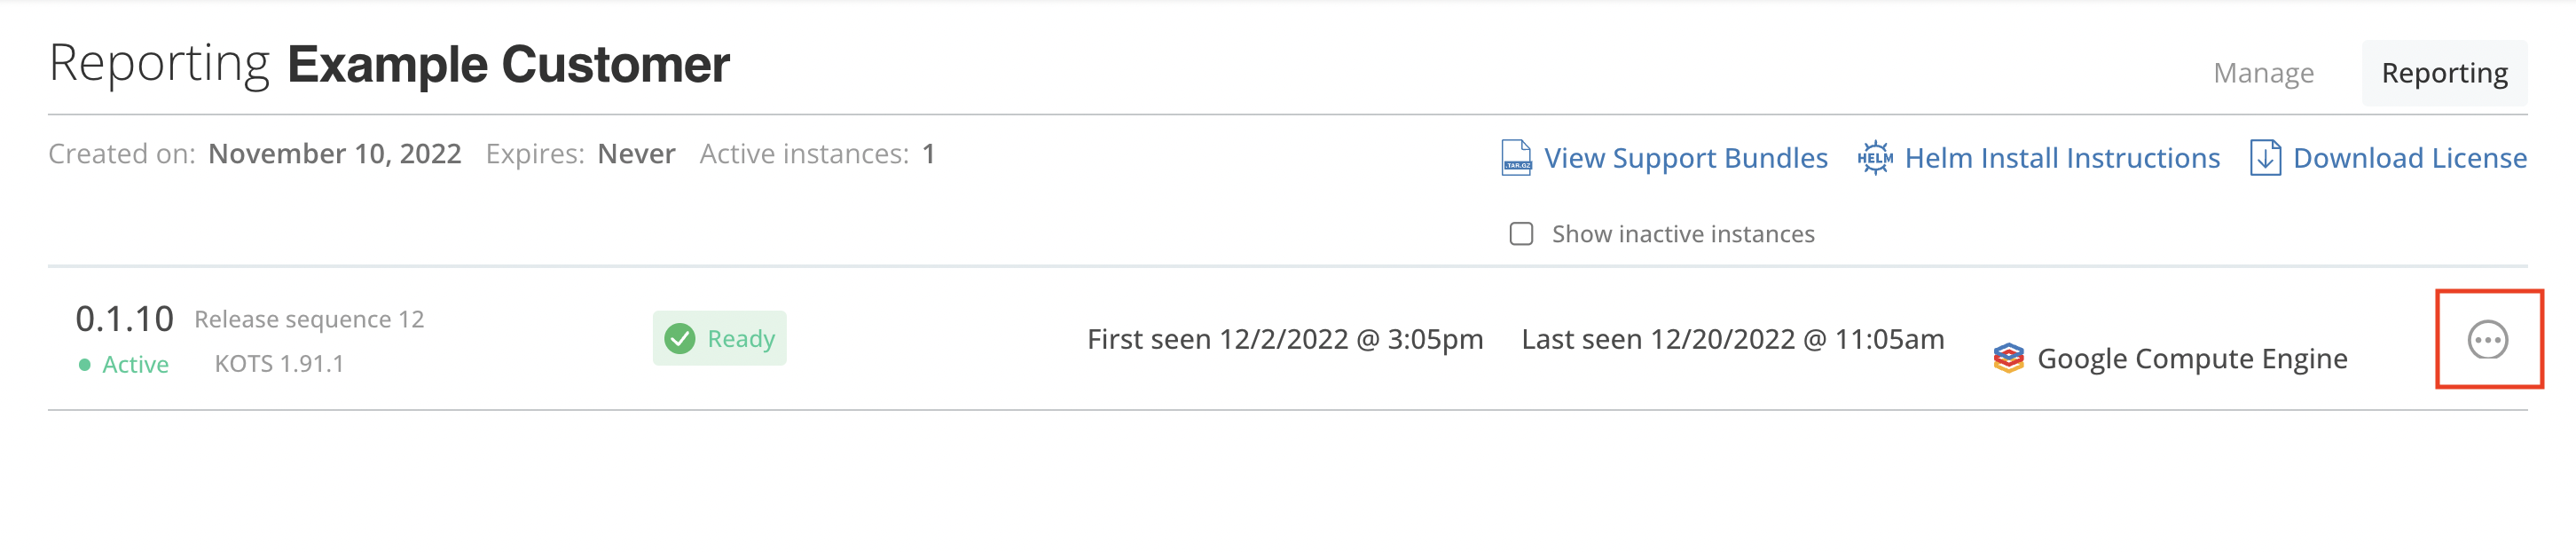 Reporting Example Customer
Manage Reporting
Created on: November 10, 2022 Expires: Never Active instances: 1
.TAR.GZ View Support Bundles HELM Helm Install Instructions Download License
Show inactive instances
0.1.10 Release sequence 12
Active KOTS 1.91.1
Ready
First seen 12/2/2022 @ 3:05pm Last seen 12/20/2022 @ 11:05am
Google Compute Engine